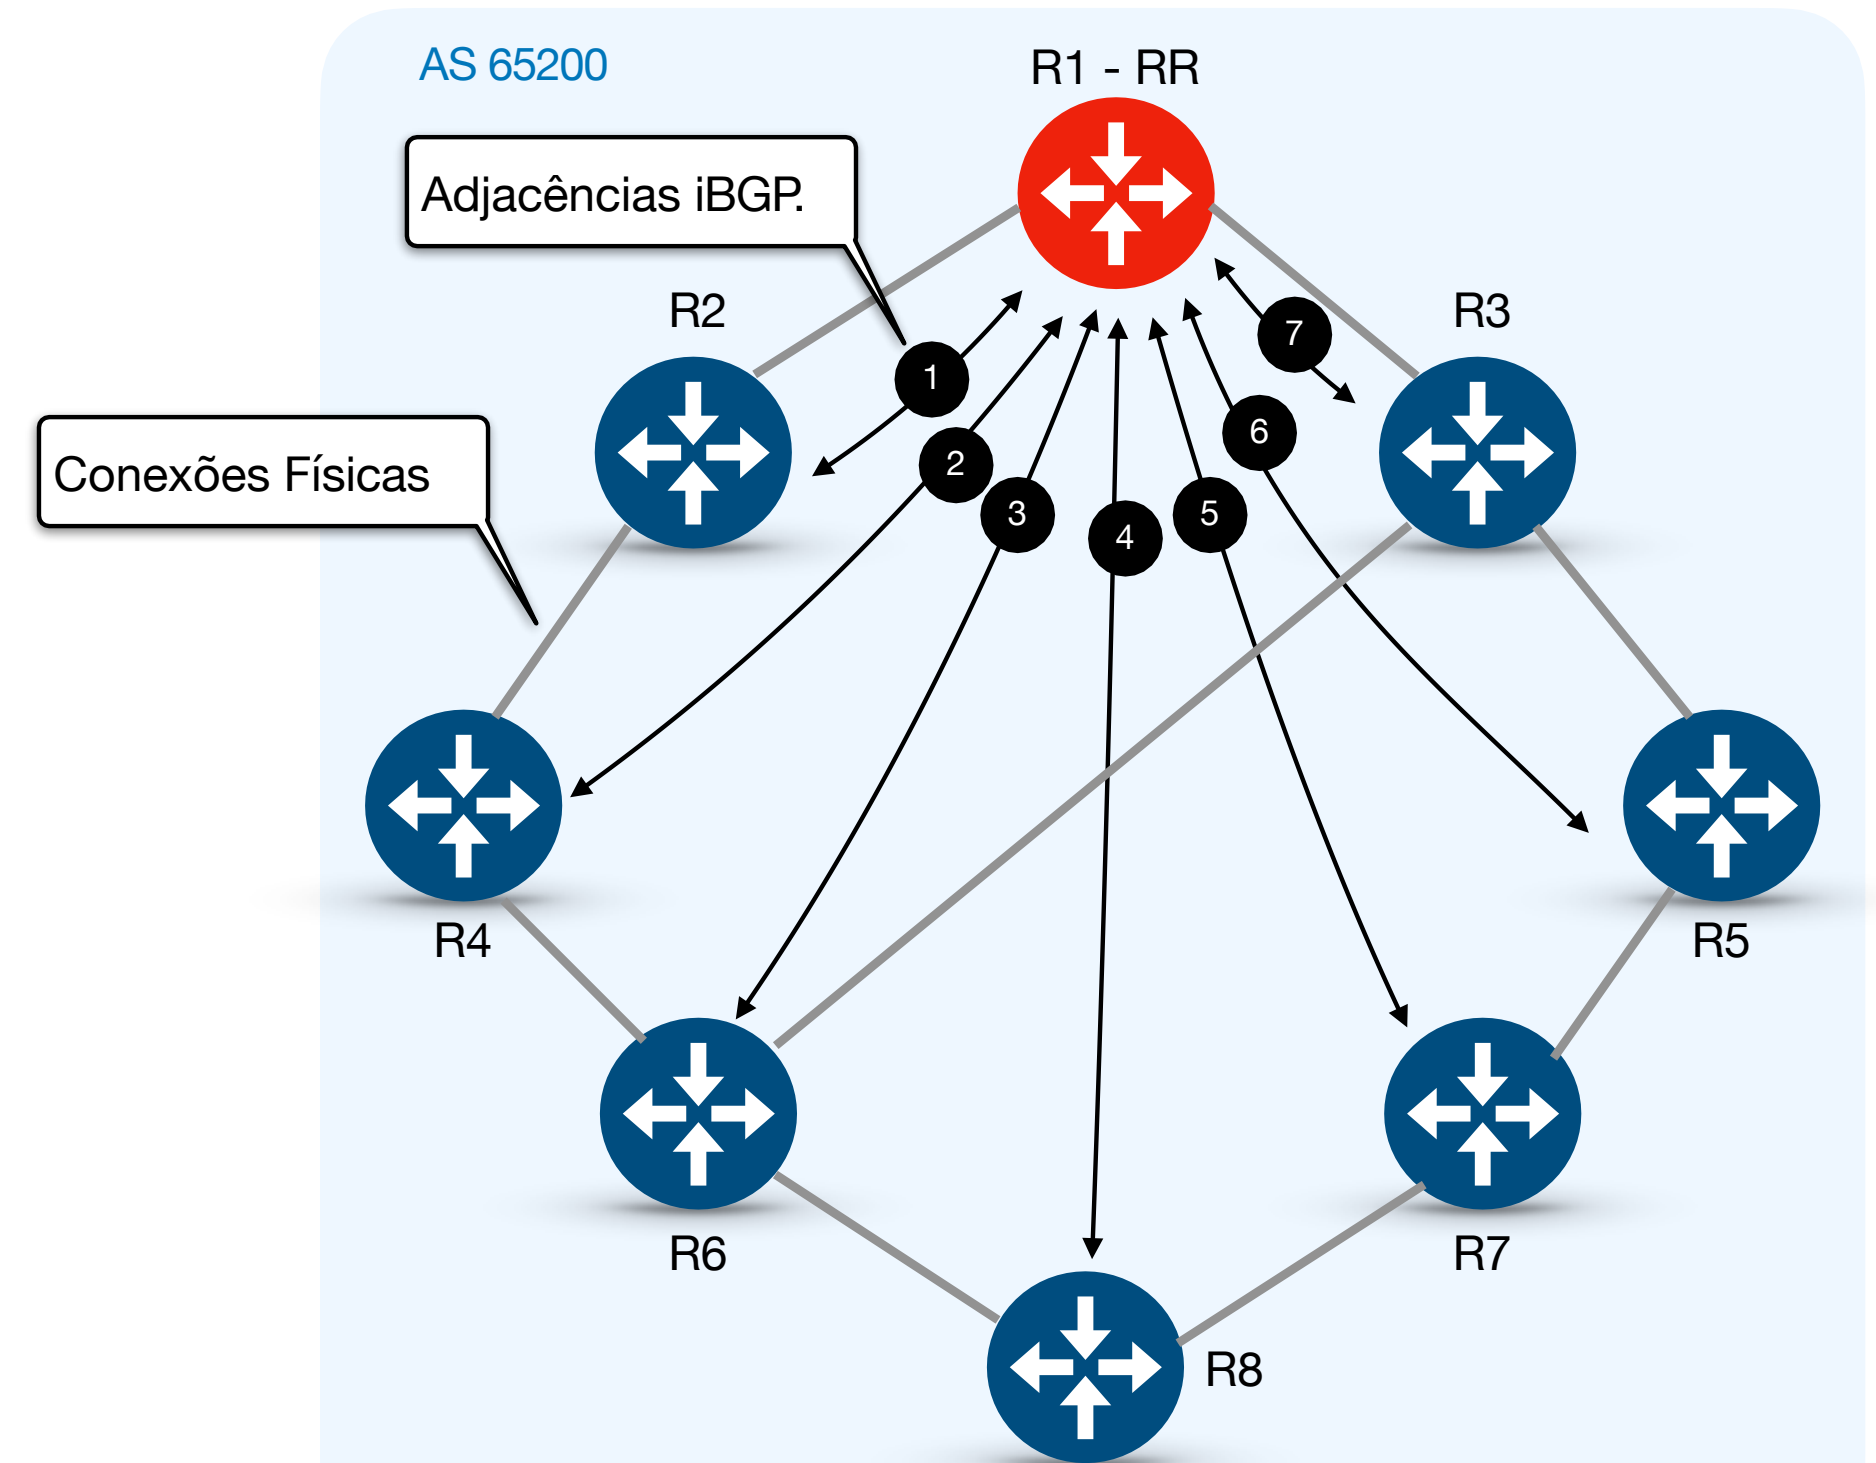 AS 65200
R1 - RR
Adjacências iBGP.
R2
R3
7
1
6
2
Conexões Físicas
3
5
4
R4
R5
R6
R7
R8